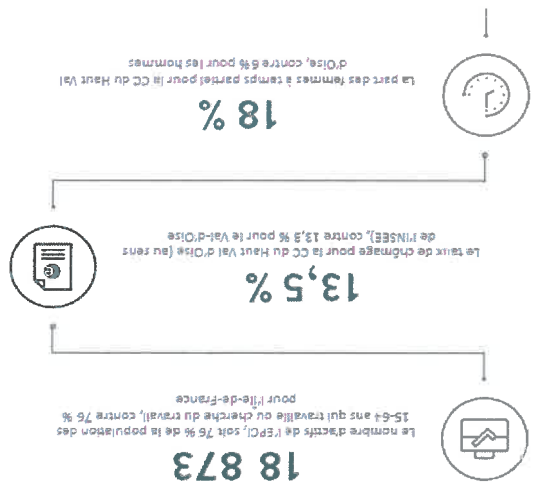 18 873
Le nombre d'actifs de l'EPCI, soit 76 % de la population des
15-64 ans qui travaille ou cherche du travail, contre 76 %
pour l'Île-de-France
13,5 %
Le taux de chômage pour la CC du Haut Val d'Oise (au sens
de l'INSEE), contre 13,3 % pour le Val-d'Oise
18 %
La part des femmes à temps partiel pour la CC du Haut Val
d'Oise, contre 6 % pour les hommes